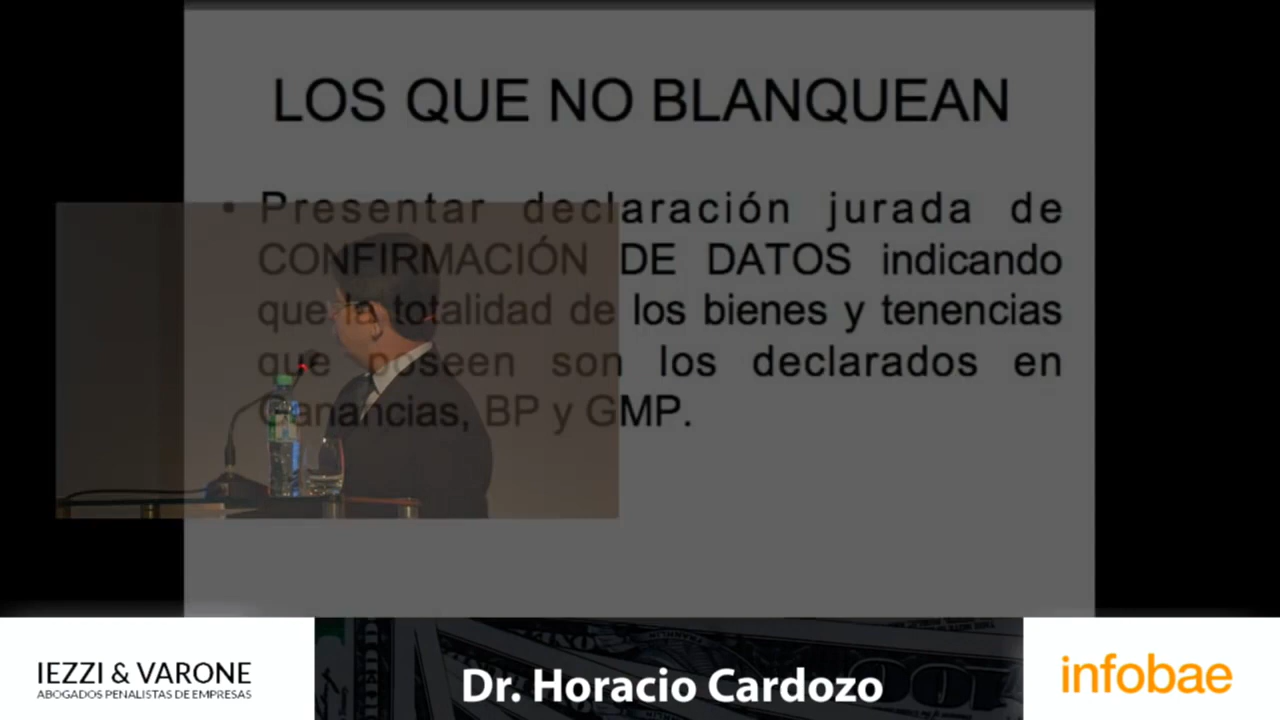 LOS QUE NO BLANQUEAN
• Presentar declaración jurada de
CONFIRMACIÓN DE DATOS indicando
que la totalidad de los bienes y tenencias
que poseen son los declarados en
Ganancias, BP y GMP.
IEZZI & VARONE
ABOGADOS PENALISTAS DE EMPRESAS
Dr. Horacio Cardozo
infobae